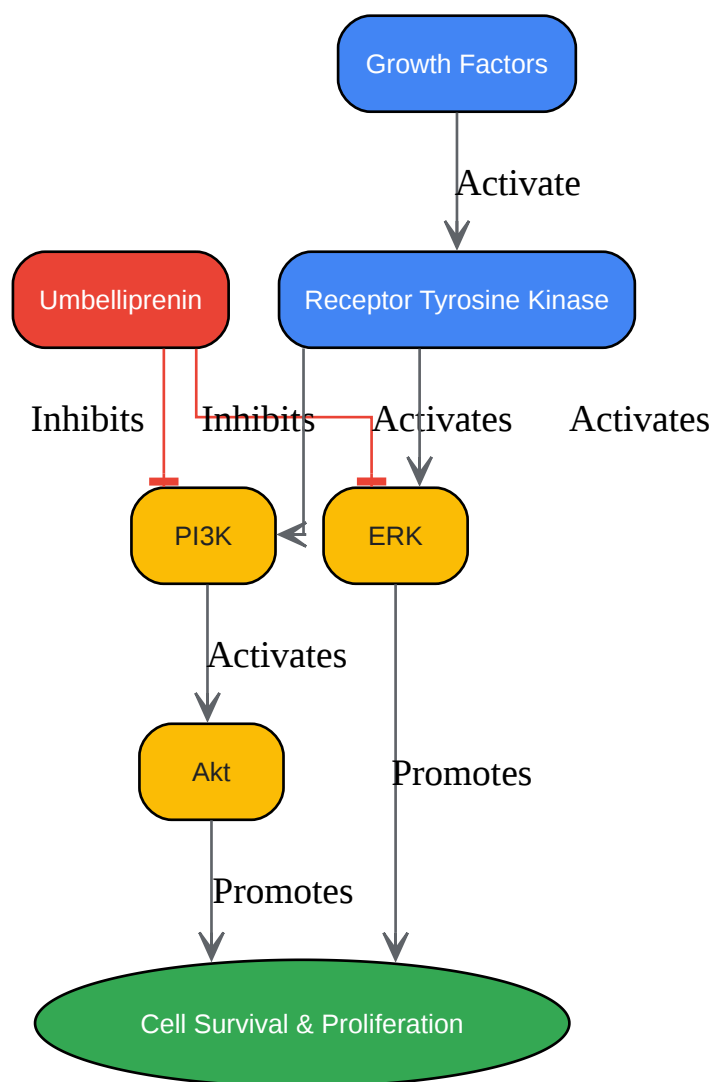 Growth Factors
Activate
Umbelliprenin
Receptor Tyrosine Kinase
Inhibits
Inhibits
Activates
Activates
PI3K
ERK
Activates
Akt
Promotes
Promotes
Cell Survival & Proliferation